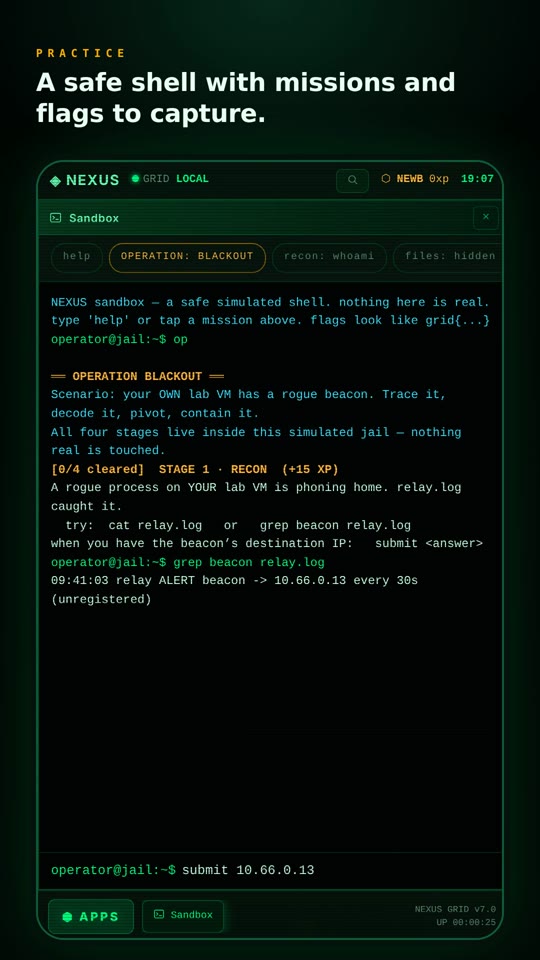 PRACTICE
A safe shell with missions and
flags to capture.
NEXUS GRID LOCAL NEWB 0xp 19:07
Sandbox ×
help OPERATION: BLACKOUT recon: whoami files: hidden
NEXUS sandbox — a safe simulated shell. nothing here is real.
type 'help' or tap a mission above. flags look like grid{...}
operator@jail:~$ op
══ OPERATION BLACKOUT ══
Scenario: your OWN lab VM has a rogue beacon. Trace it,
decode it, pivot, contain it.
All four stages live inside this simulated jail — nothing
real is touched.
[0/4 cleared]  STAGE 1 · RECON  (+15 XP)
A rogue process on YOUR lab VM is phoning home. relay.log
caught it.
try:  cat relay.log   or   grep beacon relay.log
when you have the beacon’s destination IP:   submit <answer>
operator@jail:~$ grep beacon relay.log
09:41:03 relay ALERT beacon -> 10.66.0.13 every 30s
(unregistered)
operator@jail:~$ submit 10.66.0.13
APPS Sandbox
NEXUS GRID v7.0
UP 00:00:25